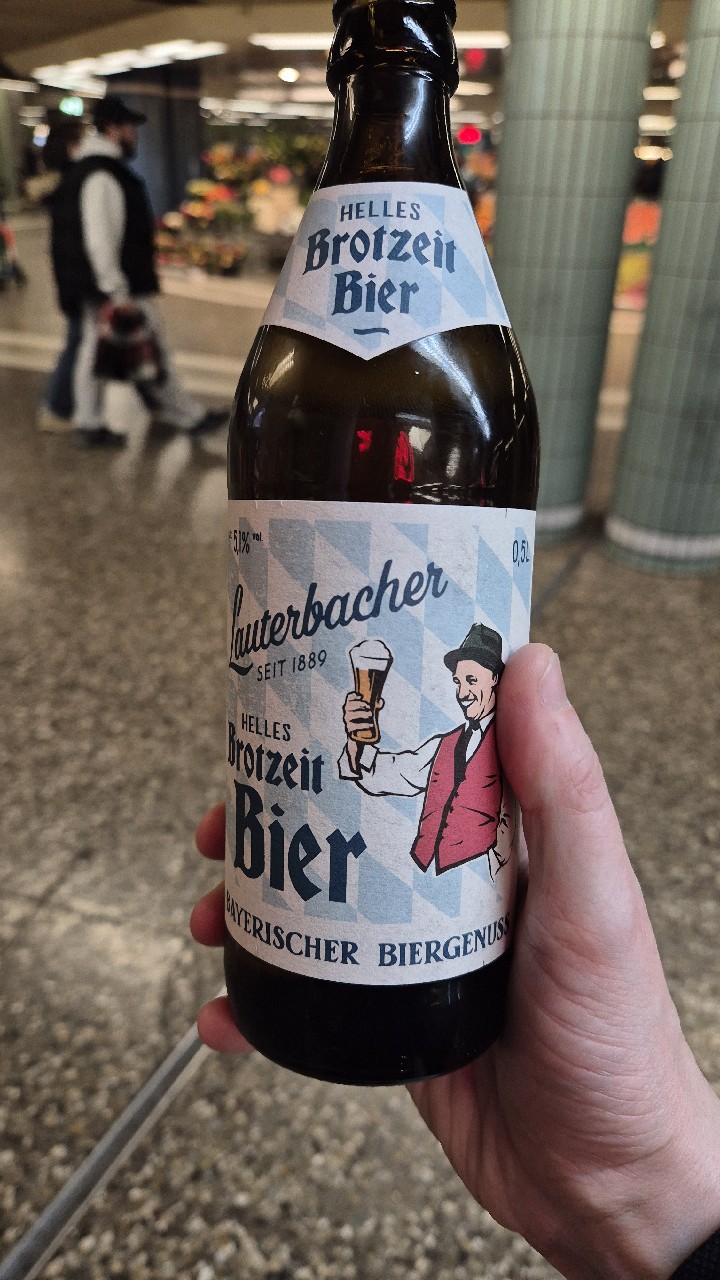 HELLES
Brotzeit
Bier
5,1% vol.
0,5L
Lauterbacher
SEIT 1889
HELLES
Brotzeit
Bier
BAYERISCHER BIERGENUSS